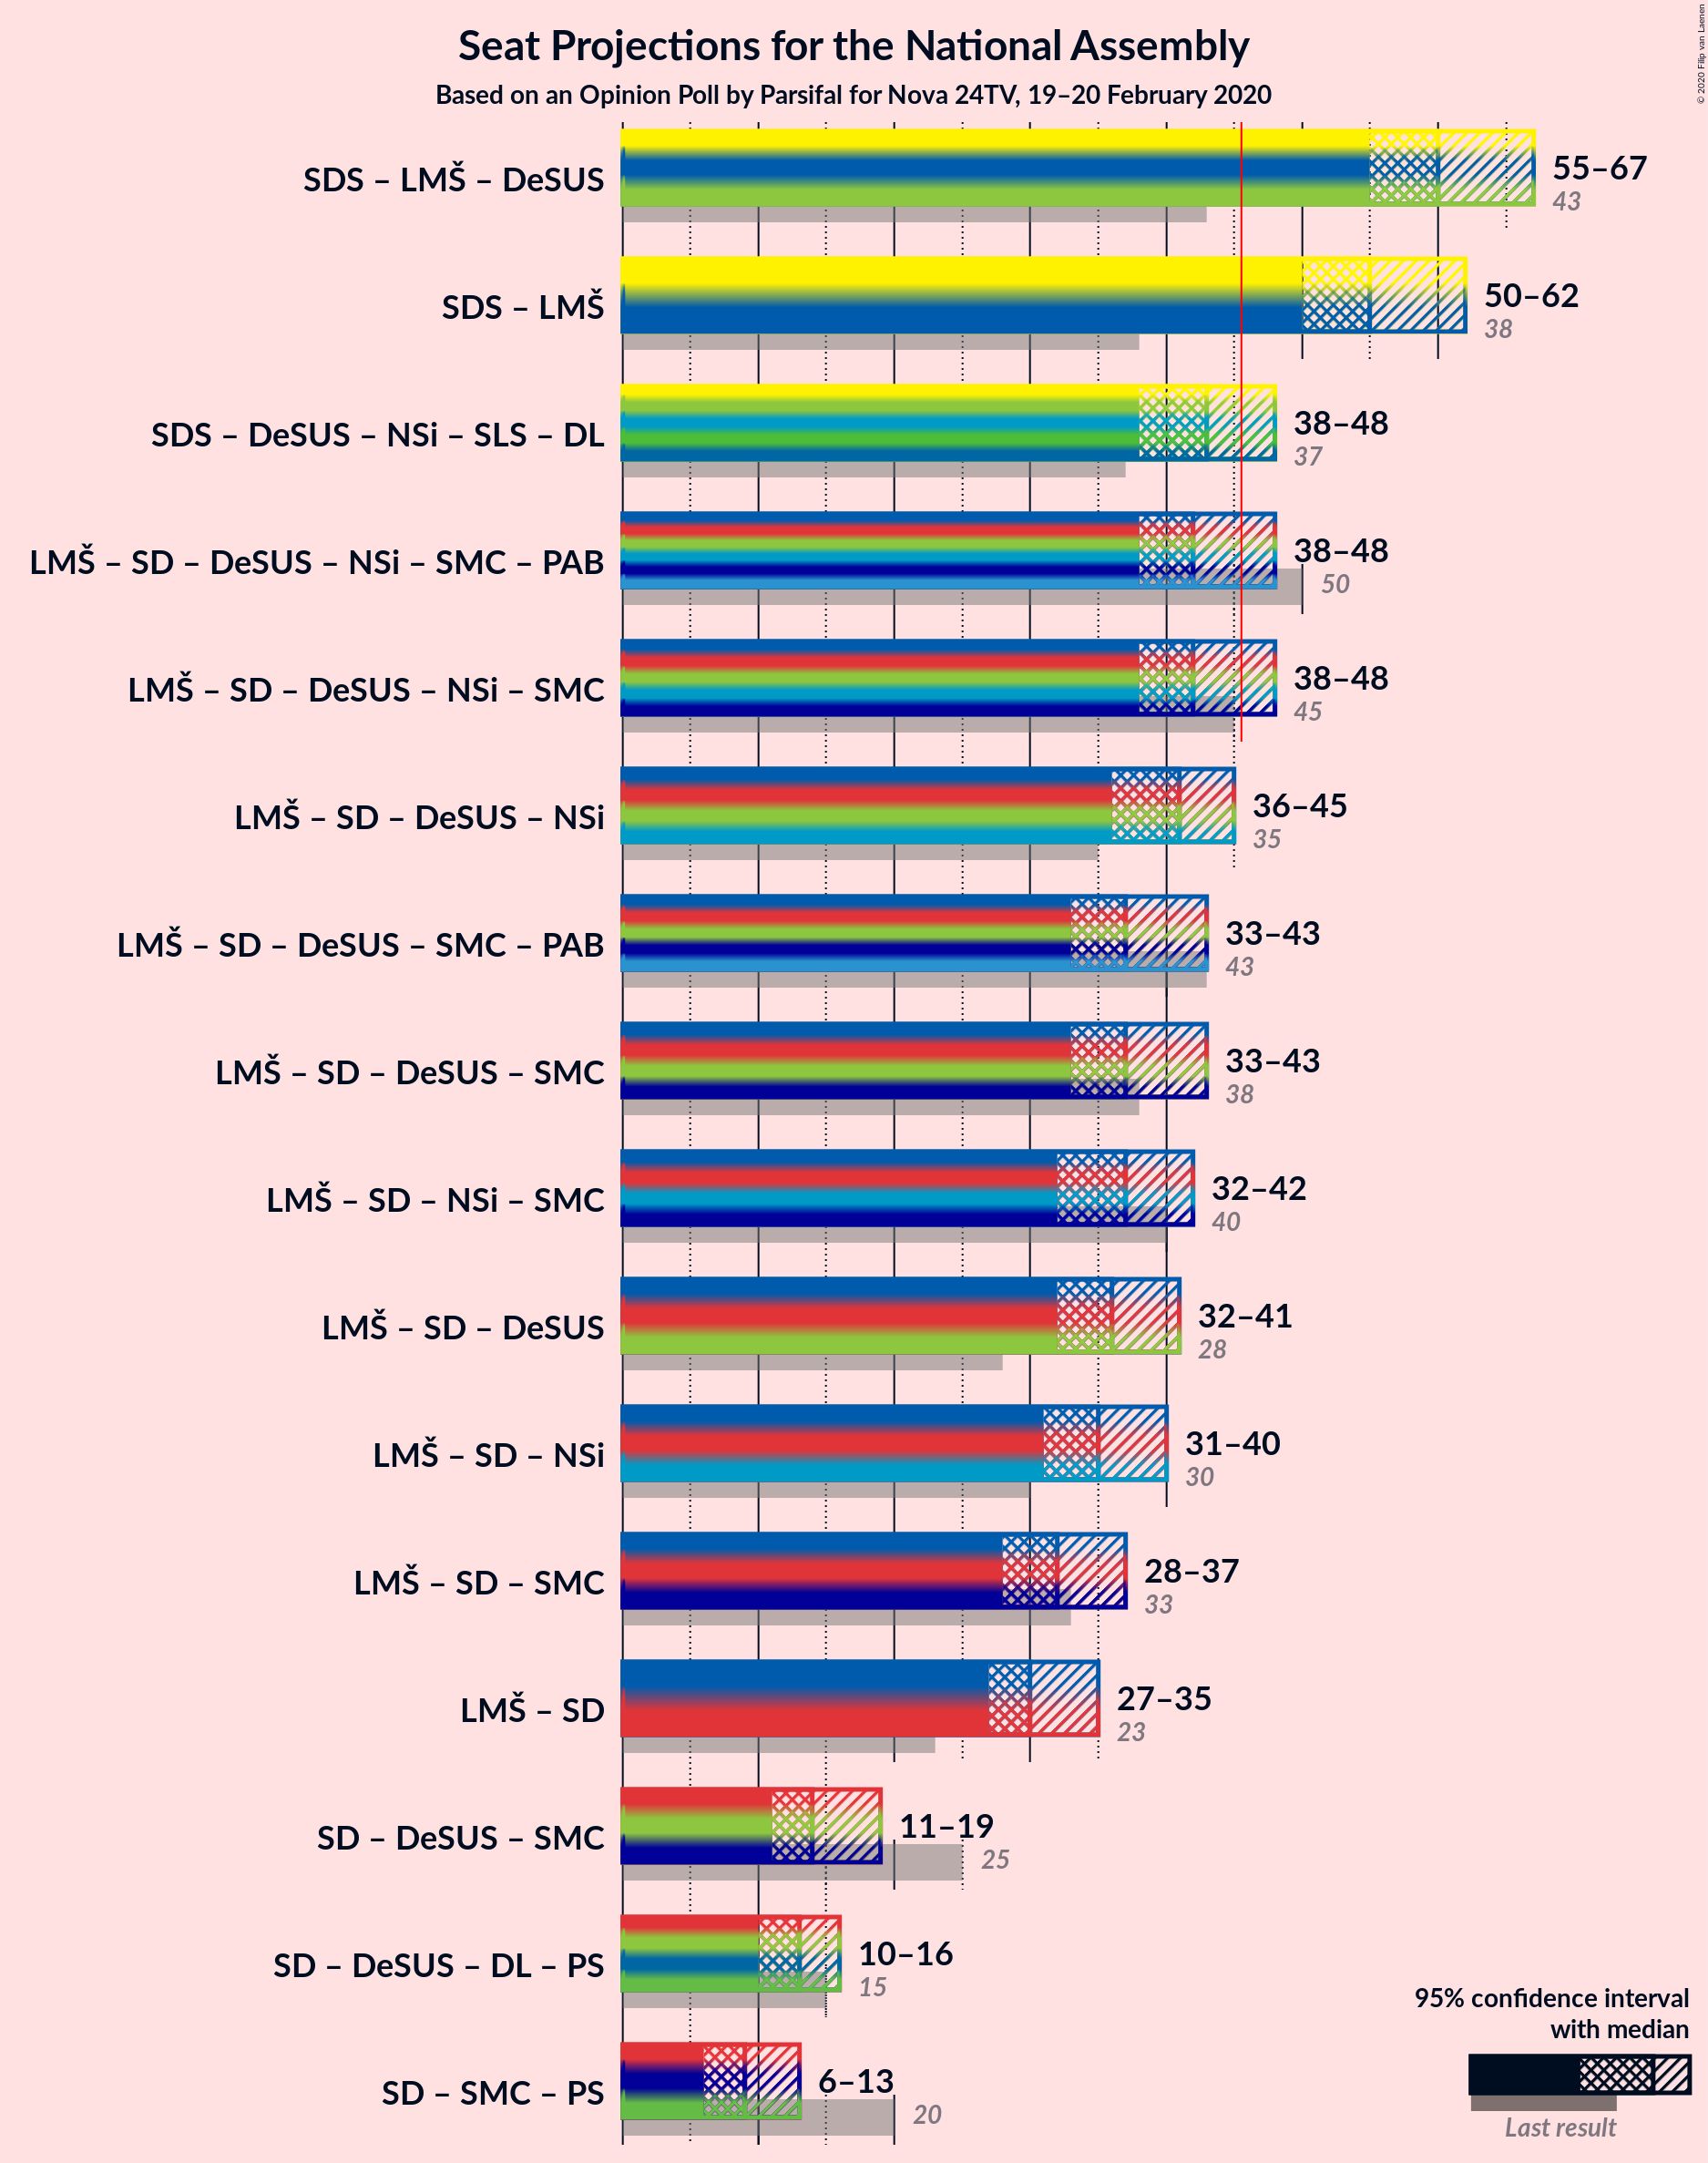 Seat Projections for the National Assembly
Based on an Opinion Poll by Parsifal for Nova 24TV, 19–20 February 2020
© 2020 Filip van Laenen
SDS – LMŠ – DeSUS
55–67
43
SDS – LMŠ
50–62
38
SDS – DeSUS – NSi – SLS – DL
38–48
37
LMŠ – SD – DeSUS – NSi – SMC – PAB
38–48
50
LMŠ – SD – DeSUS – NSi – SMC
38–48
45
LMŠ – SD – DeSUS – NSi
36–45
35
LMŠ – SD – DeSUS – SMC – PAB
33–43
43
LMŠ – SD – DeSUS – SMC
33–43
38
LMŠ – SD – NSi – SMC
32–42
40
LMŠ – SD – DeSUS
32–41
28
LMŠ – SD – NSi
31–40
30
LMŠ – SD – SMC
28–37
33
LMŠ – SD
27–35
23
SD – DeSUS – SMC
11–19
25
SD – DeSUS – DL – PS
10–16
15
SD – SMC – PS
6–13
20
95% confidence interval
with median
Last result